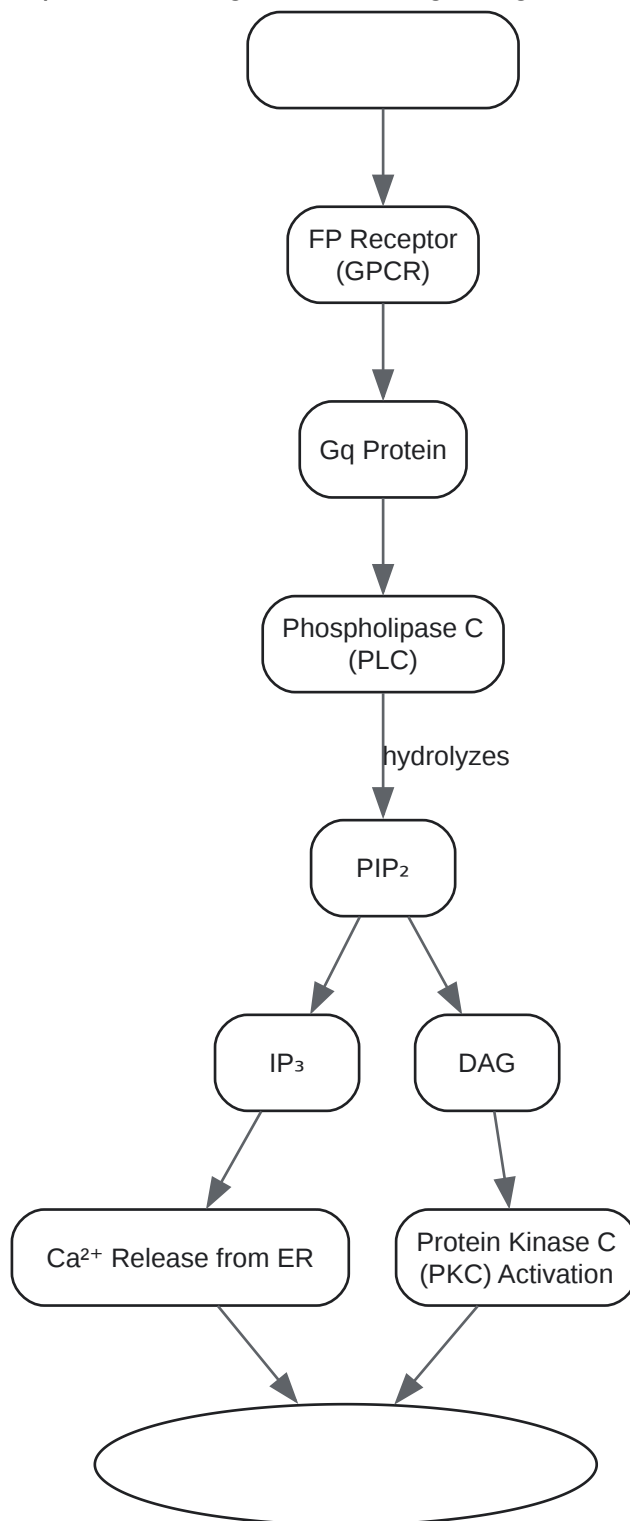 FP Receptor
(GPCR)
Gq Protein
Phospholipase C
(PLC)
hydrolyzes
PIP₂
IP₃
DAG
Ca²⁺ Release from ER
Protein Kinase C
(PKC) Activation